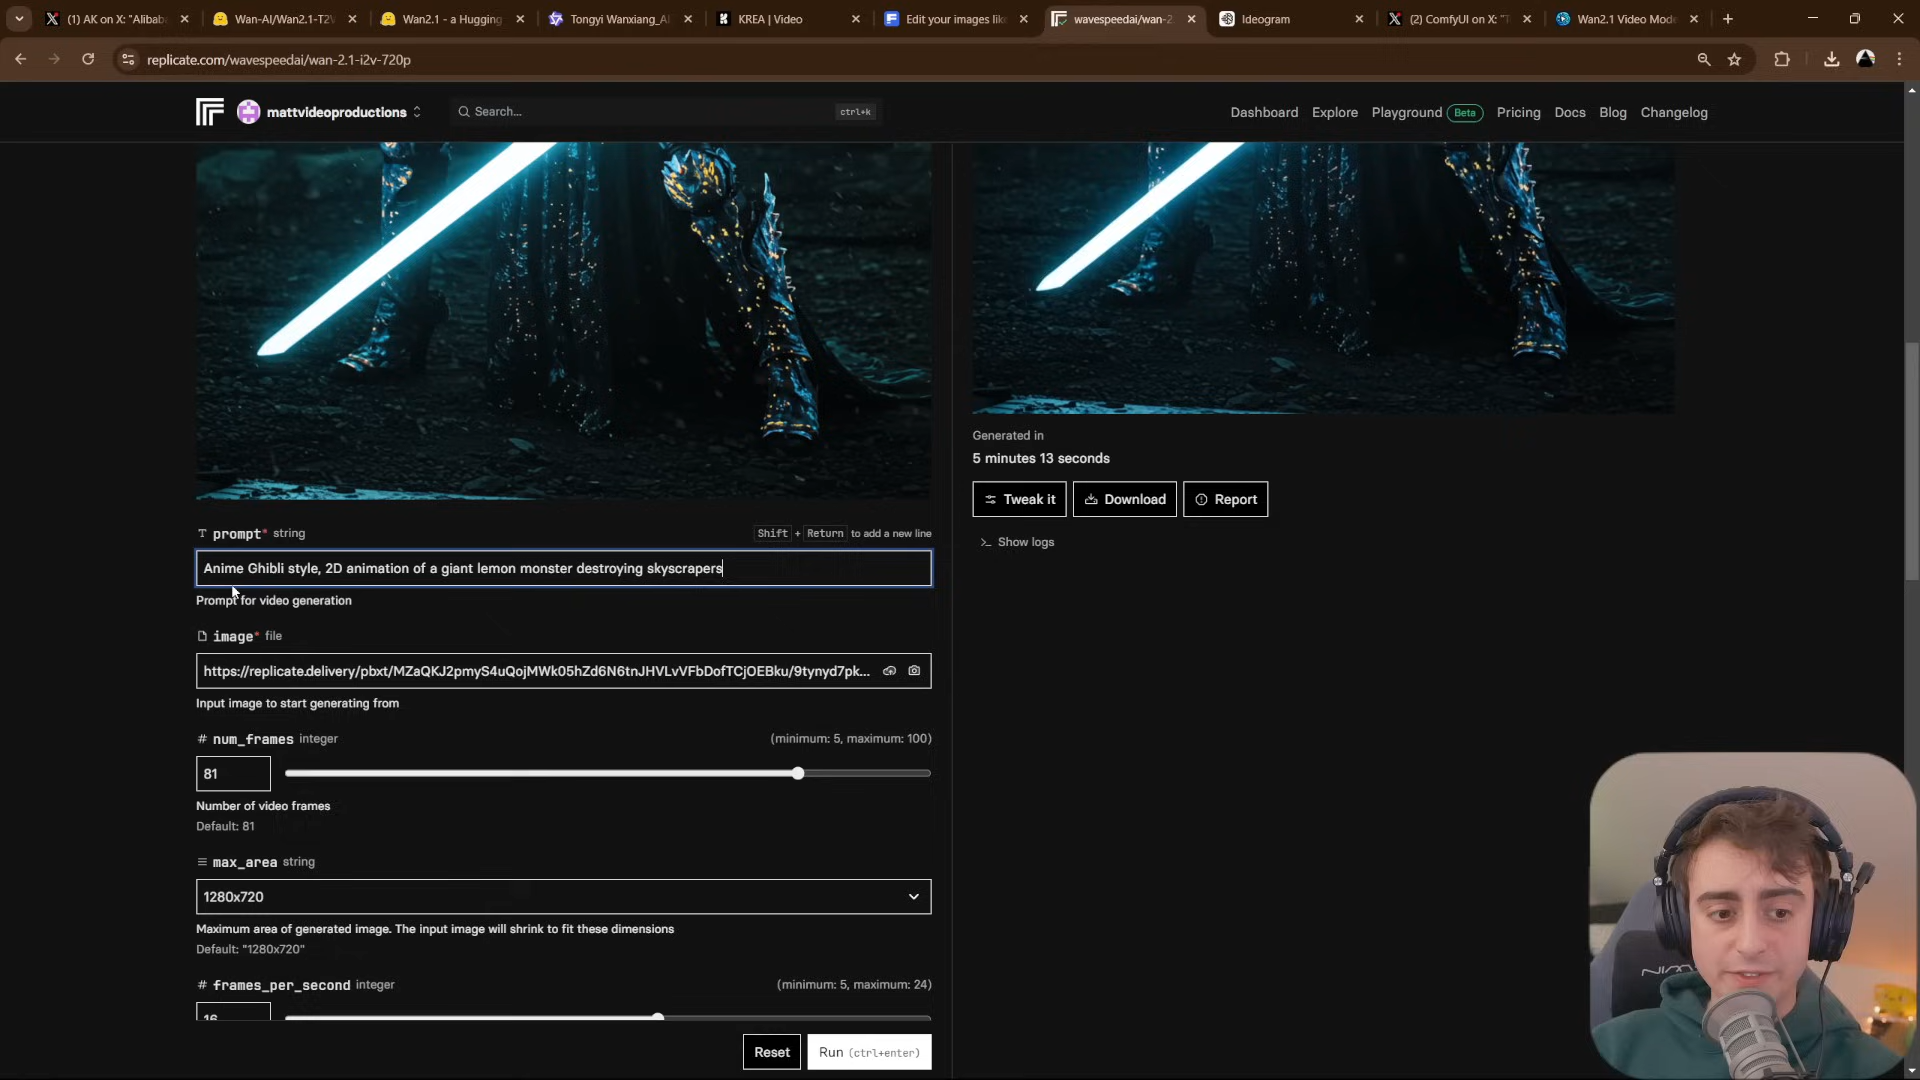 (1) AK on X: "Alibab
Wan-AI/Wan2.1-T2V
Wan2.1 - a Hugging
Tongyi Wanxiang_AI
KREA | Video
Edit your images lik
wavespeedai/wan-2
Ideogram
(2) ComfyUI on X: "T
Wan2.1 Video Mode
replicate.com/wavespeedai/wan-2.1-i2v-720p
mattvideoproductions
Search...
ctrl+k
Dashboard
Explore
Playground Beta
Pricing
Docs
Blog
Changelog
Generated in
5 minutes 13 seconds
Tweak it
Download
Report
Show logs
prompt* string
Shift + Return to add a new line
Anime Ghibli style, 2D animation of a giant lemon monster destroying skyscrapers
Prompt for video generation
image* file
https://replicate.delivery/pbxt/MZaQKJ2pmyS4uQojMWk05hZd6N6tnJHVLvVFbDofTCjOEBku/9tynyd7pk...
Input image to start generating from
# num_frames integer
(minimum: 5, maximum: 100)
81
Number of video frames
Default: 81
max_area string
1280x720
Maximum area of generated image. The input image will shrink to fit these dimensions
Default: "1280x720"
# frames_per_second integer
(minimum: 5, maximum: 24)
16
Reset
Run (ctrl+enter)